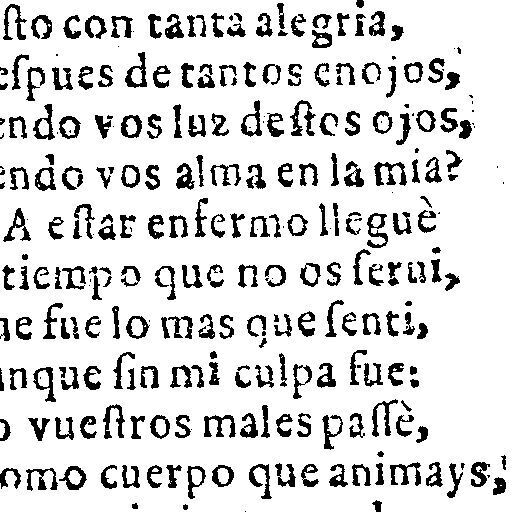 sto con tanta alegria,
espues de tantos enojos,
endo vos luz destos ojos,
endo vos alma en la mia?
A estar enfermo lleguè
tiempo que no os serui,
ue fue lo mas que senti,
unque sin mi culpa fue:
o vuestros males passè,
omo cuerpo que animays,